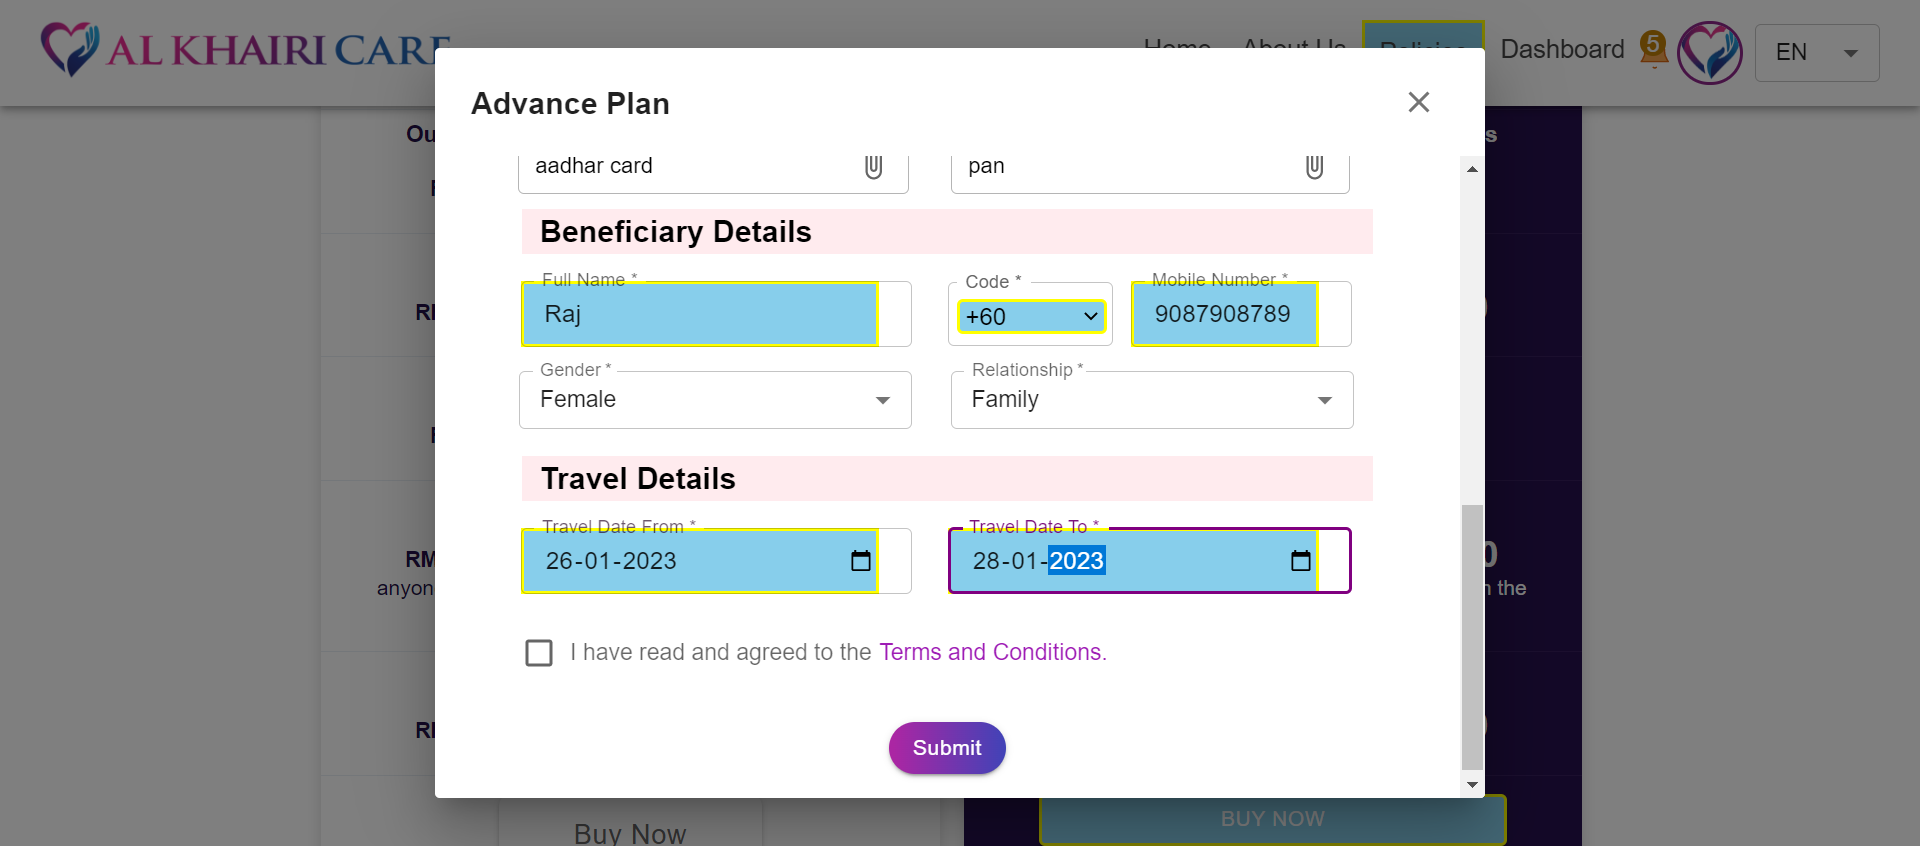 AL KHAIRI CARE
Home About Us Policies Dashboard 5 EN
Advance Plan
aadhar card
pan
Beneficiary Details
Full Name *
Raj
Code *
+60
Mobile Number *
9087908789
Gender *
Female
Relationship *
Family
Travel Details
Travel Date From *
26-01-2023
Travel Date To *
28-01-2023
I have read and agreed to the Terms and Conditions.
Submit
Ou
RM
anyon
0
the
Buy Now
BUY NOW